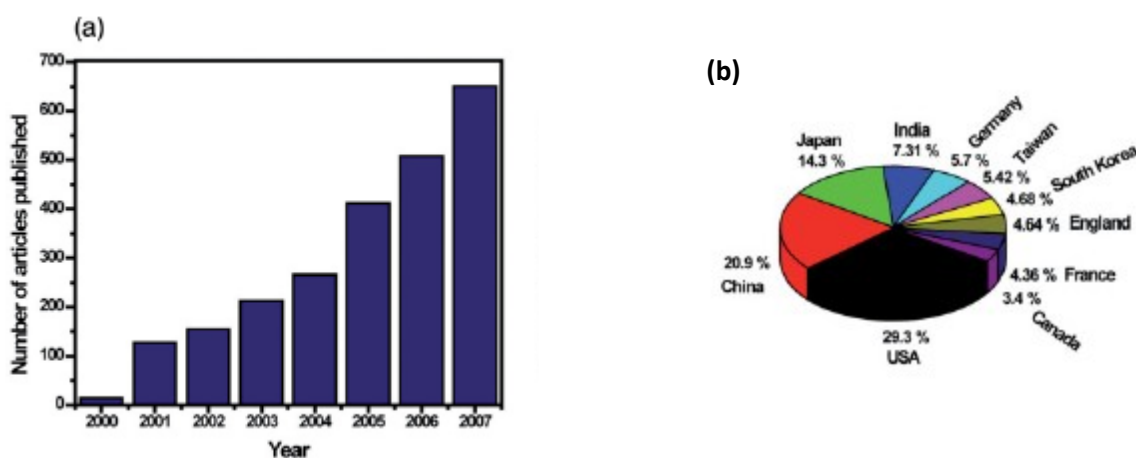 (a)
Number of articles published
700
600
500
400
300
200
100
0
2000 2001 2002 2003 2004 2005 2006 2007
Year
(b)
Japan
14.3 %
India
7.31 %
Germany
5.7 %
Taiwan
5.42 %
South Korea
4.68 %
4.64 % England
4.36 % France
3.4 %
Canada
29.3 %
USA
20.9 %
China